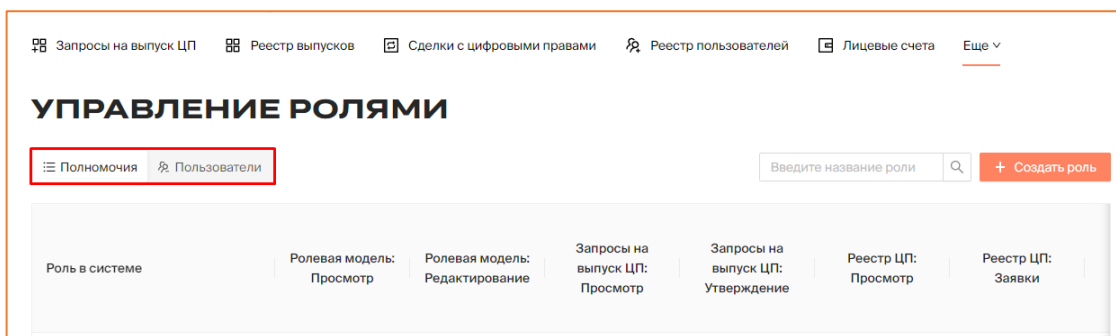 Запросы на выпуск ЦП Реестр выпусков Сделки с цифровыми правами Реестр пользователей Лицевые счета Еще
УПРАВЛЕНИЕ РОЛЯМИ
Полномочия Пользователи Введите название роли + Создать роль
Роль в системе
Ролевая модель:
Просмотр
Ролевая модель:
Редактирование
Запросы на
выпуск ЦП:
Просмотр
Запросы на
выпуск ЦП:
Утверждение
Реестр ЦП:
Просмотр
Реестр ЦП:
Заявки